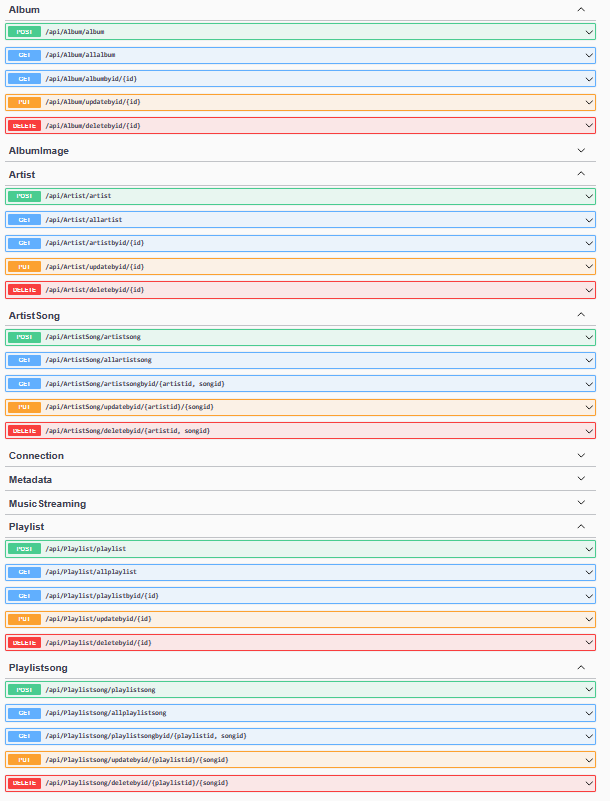 Album
POST /api/Album/album
GET /api/Album/allalbum
GET /api/Album/albumbyid/{id}
PUT /api/Album/updatebyid/{id}
DELETE /api/Album/deletebyid/{id}
AlbumImage
Artist
POST /api/Artist/artist
GET /api/Artist/allartist
GET /api/Artist/artistbyid/{id}
PUT /api/Artist/updatebyid/{id}
DELETE /api/Artist/deletebyid/{id}
ArtistSong
POST /api/ArtistSong/artistsong
GET /api/ArtistSong/allartistsong
GET /api/ArtistSong/artistsongbyid/{artistid, songid}
PUT /api/ArtistSong/updatebyid/{artistid}/{songid}
DELETE /api/ArtistSong/deletebyid/{artistid, songid}
Connection
Metadata
MusicStreaming
Playlist
POST /api/Playlist/playlist
GET /api/Playlist/allplaylist
GET /api/Playlist/playlistbyid/{id}
PUT /api/Playlist/updatebyid/{id}
DELETE /api/Playlist/deletebyid/{id}
Playlistsong
POST /api/Playlistsong/playlistsong
GET /api/Playlistsong/allplaylistsong
GET /api/Playlistsong/playlistsongbyid/{playlistid, songid}
PUT /api/Playlistsong/updatebyid/{playlistid}/{songid}
DELETE /api/Playlistsong/deletebyid/{playlistid}/{songid}